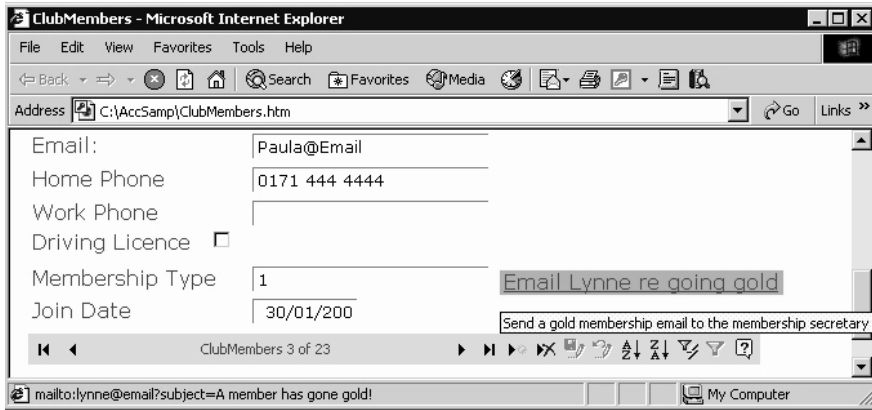 ClubMembers - Microsoft Internet Explorer
File Edit View Favorites Tools Help
Back Search Favorites Media
Address C:\AccSamp\ClubMembers.htm Go Links »
Email: Paula@Email
Home Phone 0171 444 4444
Work Phone
Driving Licence
Membership Type 1 Email Lynne re going gold
Join Date 30/01/200
Send a gold membership email to the membership secretary
ClubMembers 3 of 23
mailto:lynne@email?subject=A member has gone gold! My Computer